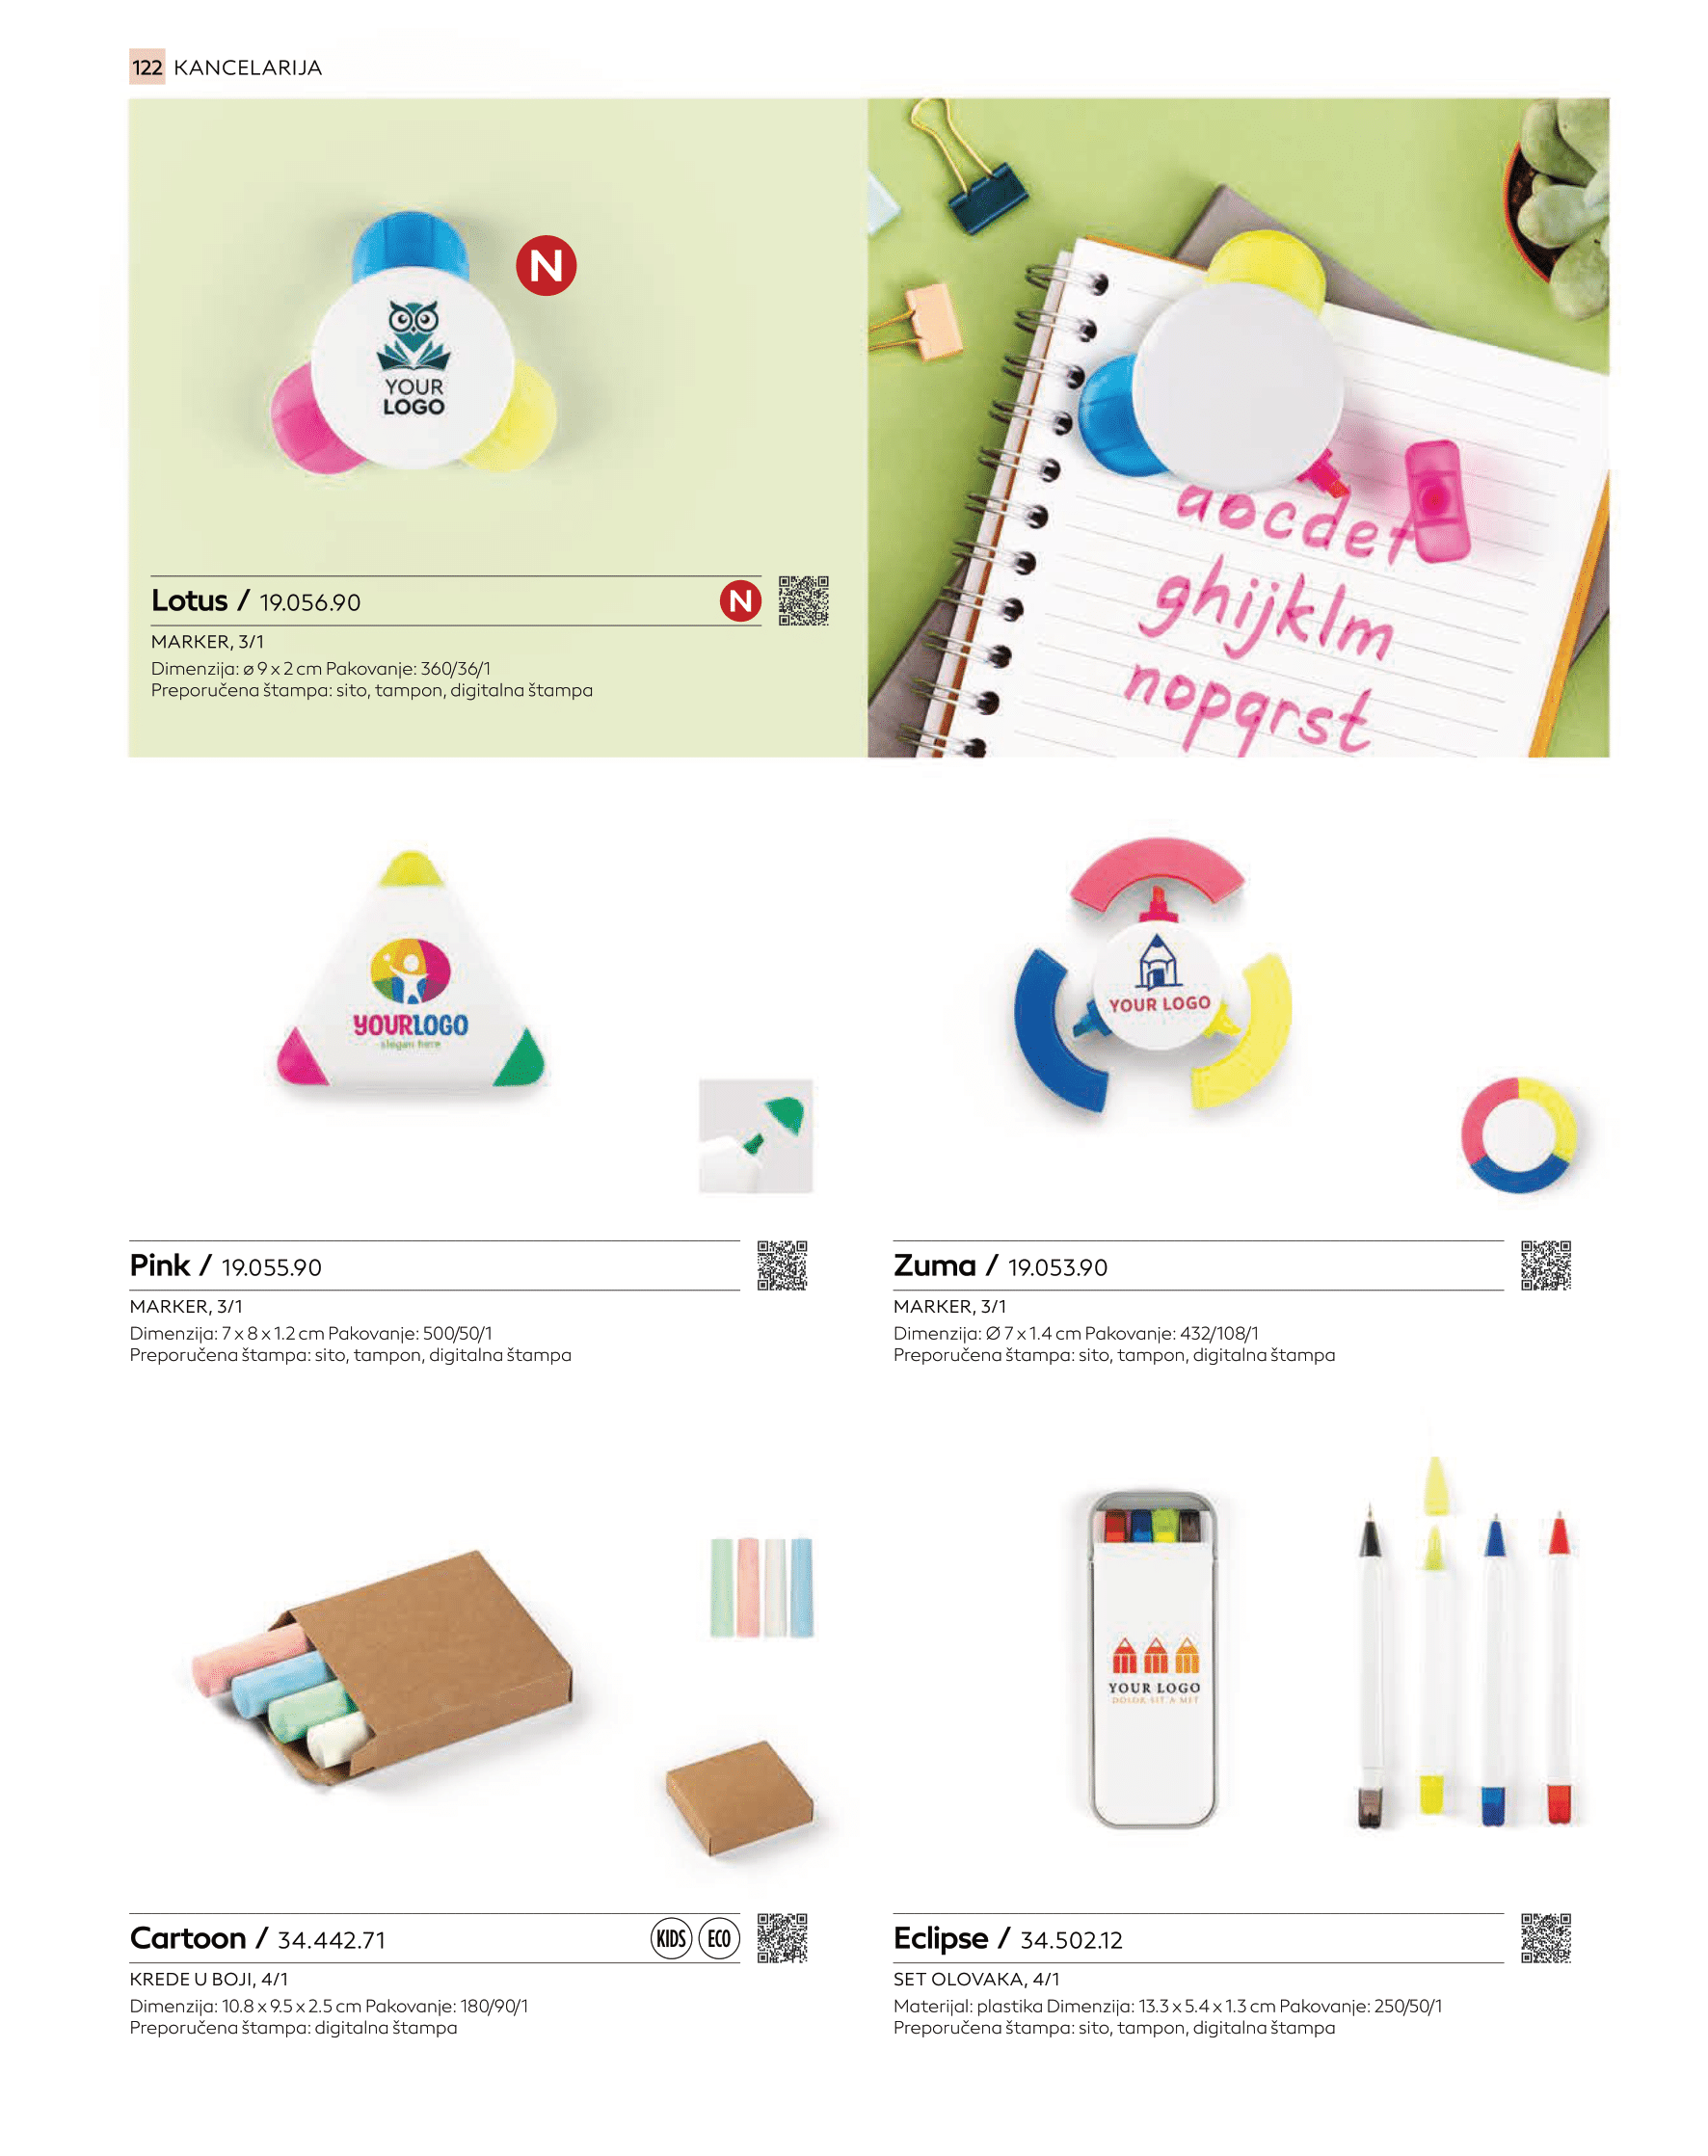 122 KANCELARIJA
N
YOUR
LOGO
abcdef
ghijklm
nopqrst
Lotus / 19.056.90
N
MARKER, 3/1
Dimenzija: ø 9 x 2 cm Pakovanje: 360/36/1
Preporučena štampa: sito, tampon, digitalna štampa
YOURLOGO
slogan here
YOUR LOGO
Pink / 19.055.90
MARKER, 3/1
Dimenzija: 7 x 8 x 1.2 cm Pakovanje: 500/50/1
Preporučena štampa: sito, tampon, digitalna štampa
Zuma / 19.053.90
MARKER, 3/1
Dimenzija: Ø 7 x 1.4 cm Pakovanje: 432/108/1
Preporučena štampa: sito, tampon, digitalna štampa
YOUR LOGO
DOLOR SIT A MET
Cartoon / 34.442.71
KIDS ECO
KREDE U BOJI, 4/1
Dimenzija: 10.8 x 9.5 x 2.5 cm Pakovanje: 180/90/1
Preporučena štampa: digitalna štampa
Eclipse / 34.502.12
SET OLOVAKA, 4/1
Materijal: plastika Dimenzija: 13.3 x 5.4 x 1.3 cm Pakovanje: 250/50/1
Preporučena štampa: sito, tampon, digitalna štampa